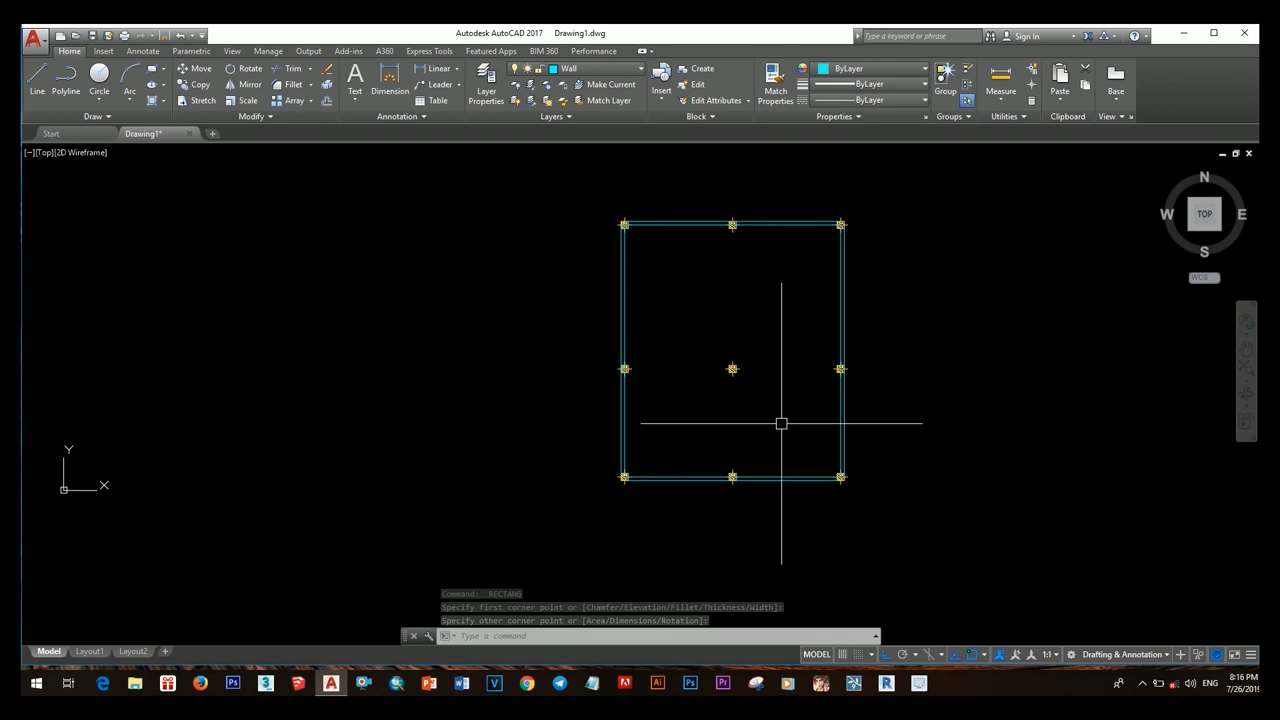 Autodesk AutoCAD 2017 Drawing1.dwg
Type a keyword or phrase
Sign In
Home Insert Annotate Parametric View Manage Output Add-ins A360 Express Tools Featured Apps BIM 360 Performance
Line Polyline Circle Arc
Move Rotate Trim
Copy Mirror Fillet
Stretch Scale Array
Text Dimension
Linear
Leader
Table
Layer Properties
Wall
Make Current
Match Layer
Insert
Create
Edit
Edit Attributes
Match Properties
ByLayer
ByLayer
ByLayer
Group
Measure
Paste
Base
Draw Modify Annotation Layers Block Properties Groups Utilities Clipboard View
Start Drawing1*
[−][Top][2D Wireframe]
N
W TOP E
S
WCS
Y
X
Command: RECTANG
Specify first corner point or [Chamfer/Elevation/Fillet/Thickness/Width]:
Specify other corner point or [Area/Dimensions/Rotation]:
Type a command
Model Layout1 Layout2 +
MODEL 1:1 Drafting & Annotation
ENG
8:16 PM
7/26/2019